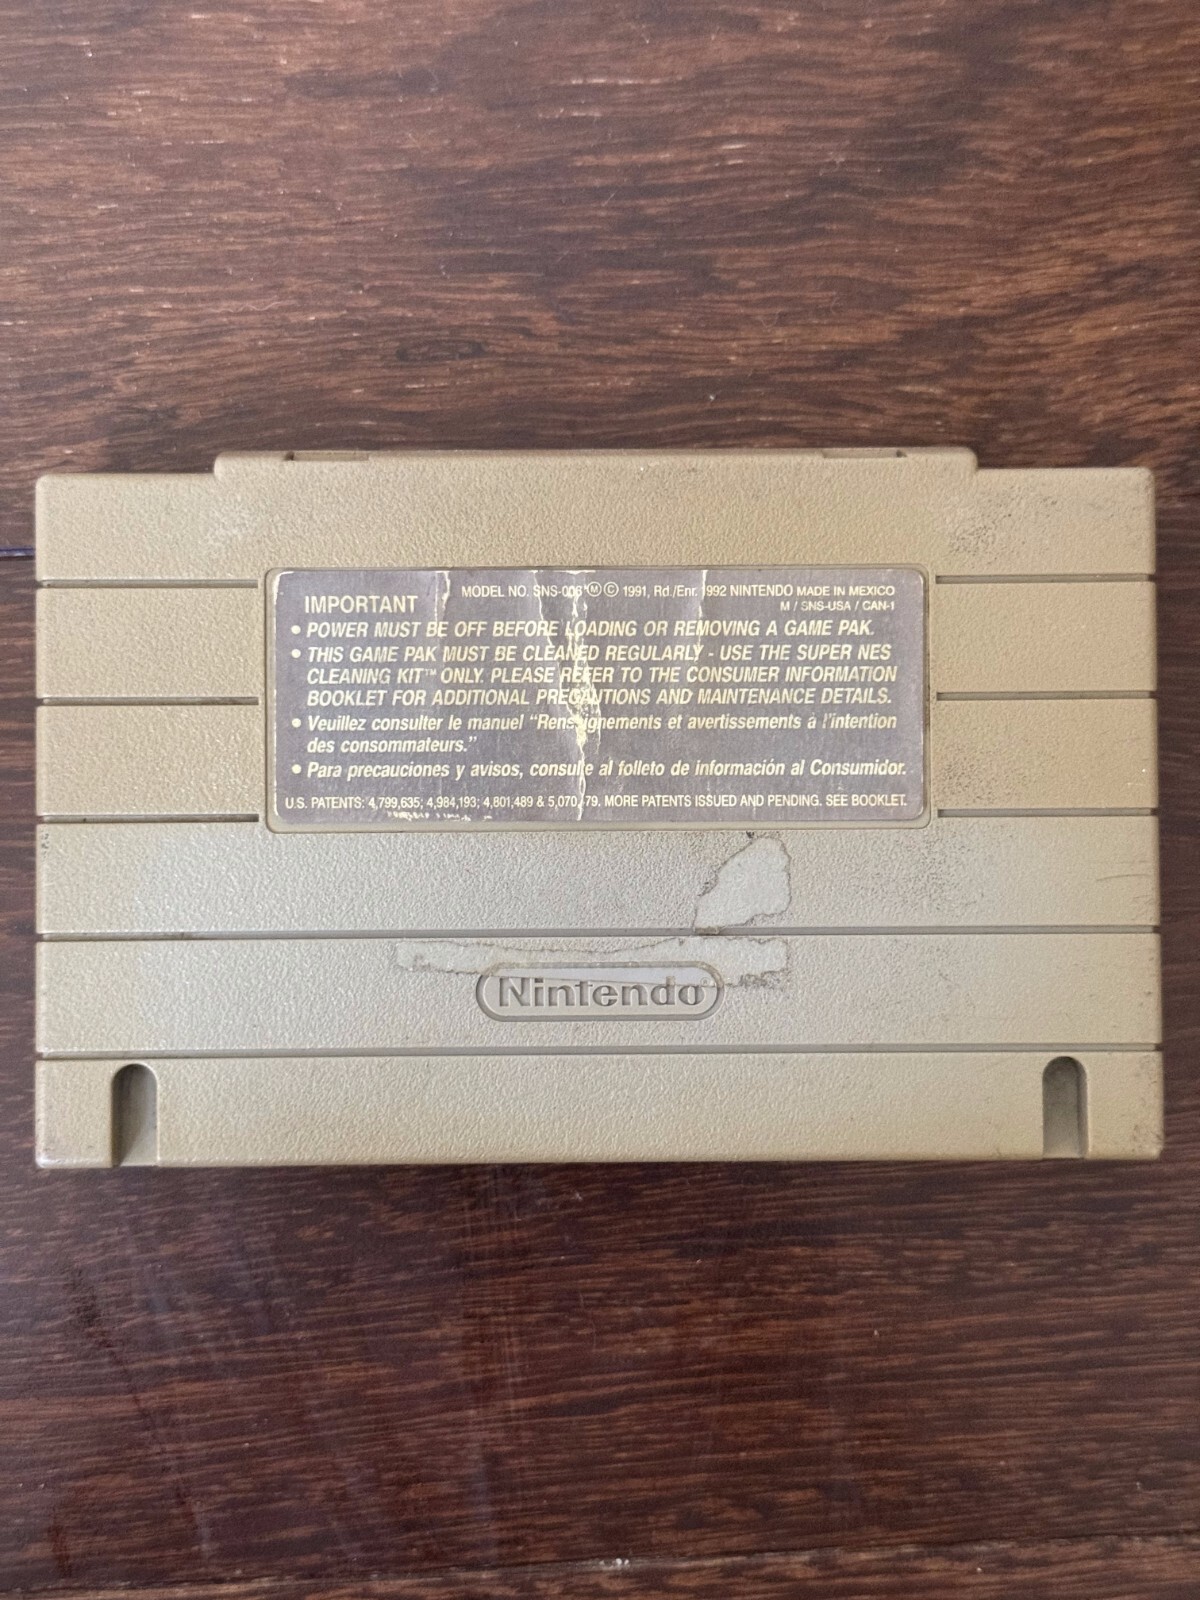 MODEL NO. SNS-006 Ⓜ © 1991, Rd./Enr. 1992 NINTENDO MADE IN MEXICO
IMPORTANT M / SNS-USA / CAN-1
• POWER MUST BE OFF BEFORE LOADING OR REMOVING A GAME PAK.
• THIS GAME PAK MUST BE CLEANED REGULARLY - USE THE SUPER NES
CLEANING KIT™ ONLY. PLEASE REFER TO THE CONSUMER INFORMATION
BOOKLET FOR ADDITIONAL PRECAUTIONS AND MAINTENANCE DETAILS.
• Veuillez consulter le manuel “Renseignements et avertissements à l'intention
des consommateurs.”
• Para precauciones y avisos, consulte al folleto de información al Consumidor.
U.S. PATENTS: 4,799,635; 4,984,193; 4,801,489 & MORE PATENTS ISSUED AND PENDING. SEE BOOKLET.
Nintendo